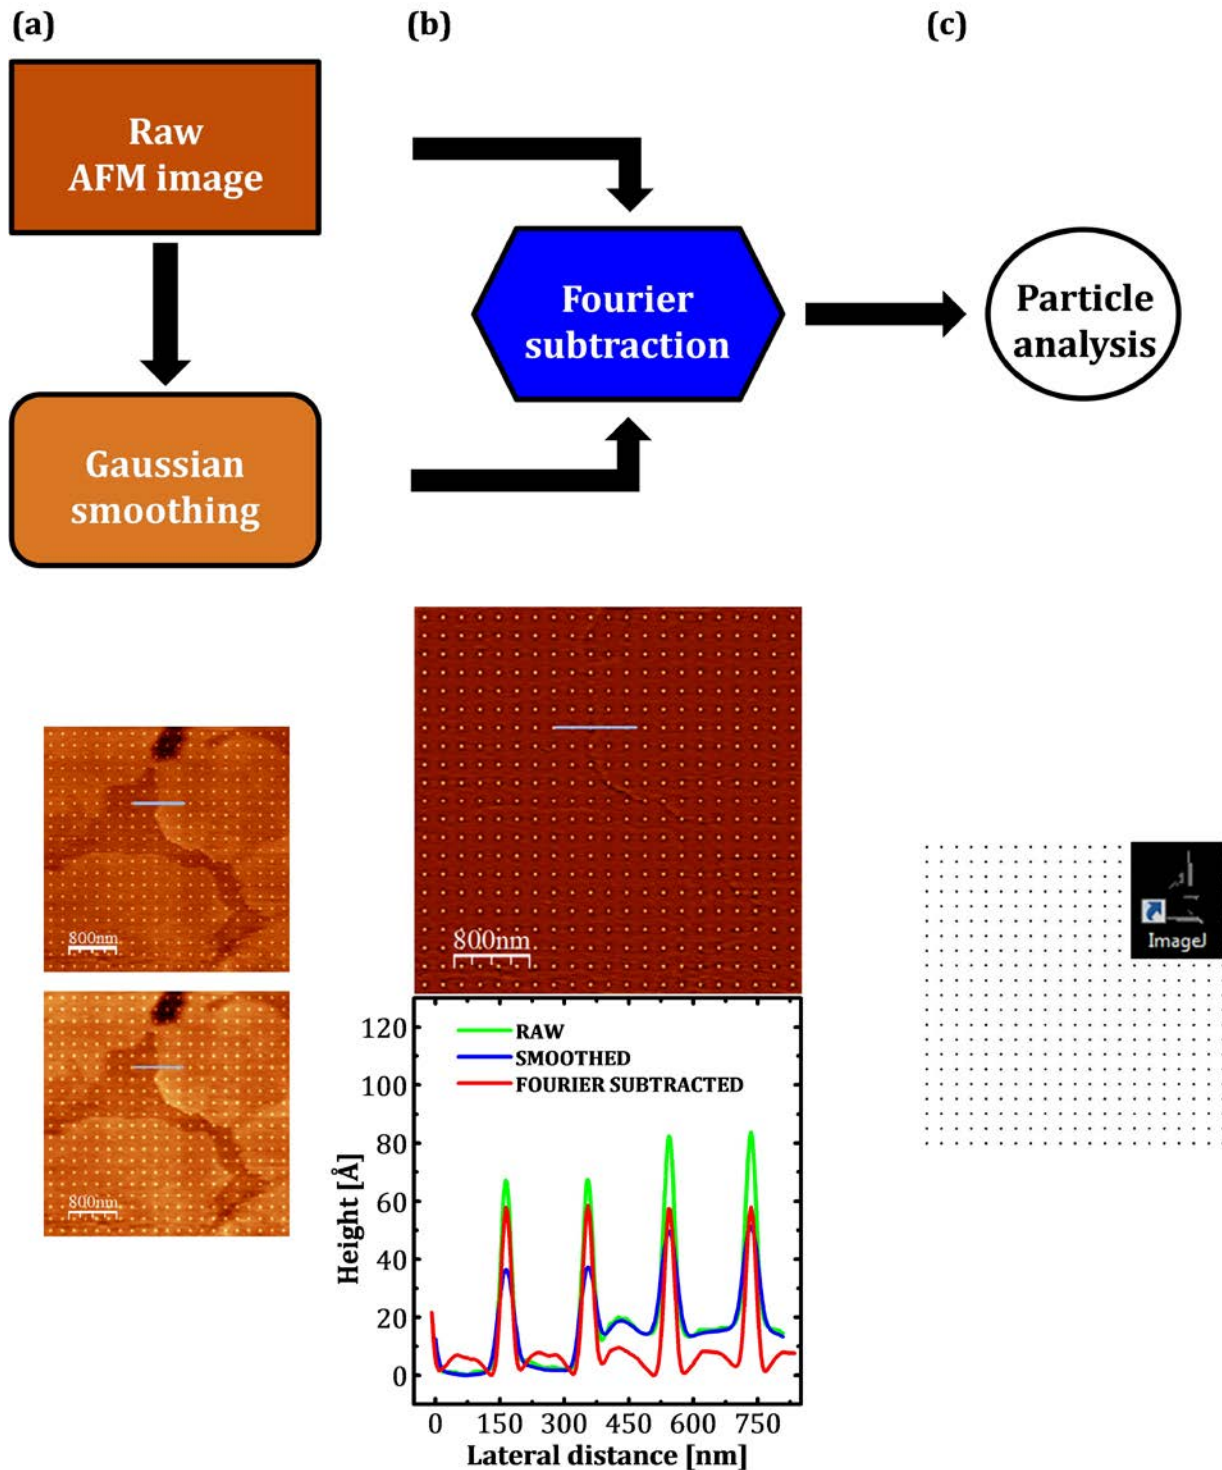 (a)
(b)
(c)
Raw
AFM image
Gaussian
smoothing
Fourier
subtraction
Particle
analysis
800nm
800nm
800nm
ImageJ
RAW
SMOOTHED
FOURIER SUBTRACTED
120
100
80
60
40
20
0
Height [Å]
0 150 300 450 600 750
Lateral distance [nm]